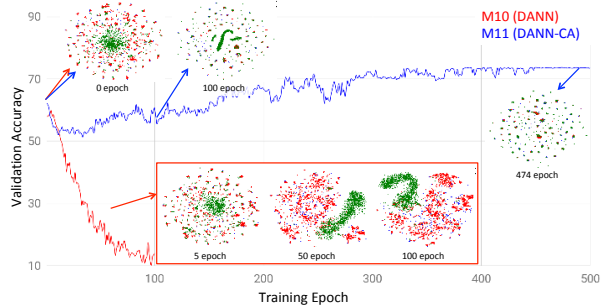 90
M10 (DANN)
M11 (DANN-CA)
0 epoch
100 epoch
70
Validation Accuracy
50
474 epoch
30
5 epoch
50 epoch
100 epoch
10
100
200
300
400
500
Training Epoch